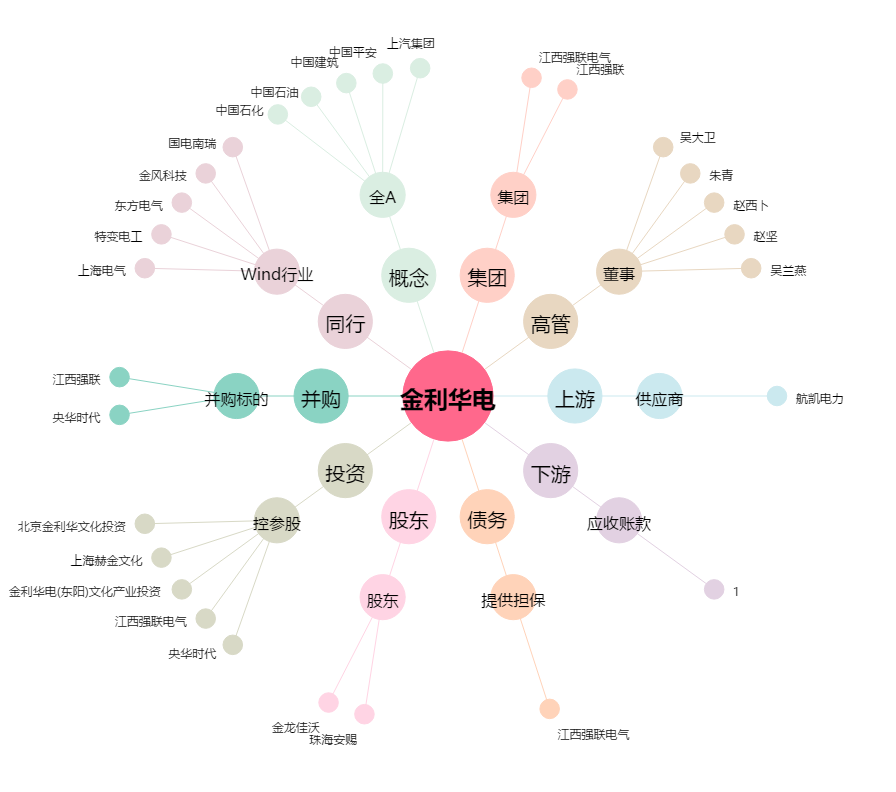 上汽集团
中国平安
中国建筑
中国石油
中国石化
江西强联电气
江西强联
国电南瑞
金风科技
东方电气
特变电工
上海电气
吴大卫
朱青
赵西卜
赵坚
吴兰燕
全A
集团
Wind行业
概念
集团
董事
同行
高管
江西强联
央华时代
并购标的
并购
金利华电
上游
供应商
航凯电力
投资
下游
北京金利华文化投资
上海赫金文化
金利华电(东阳)文化产业投资
江西强联电气
央华时代
控参股
股东
债务
应收账款
1
股东
提供担保
金龙佳沃
珠海安赐
江西强联电气